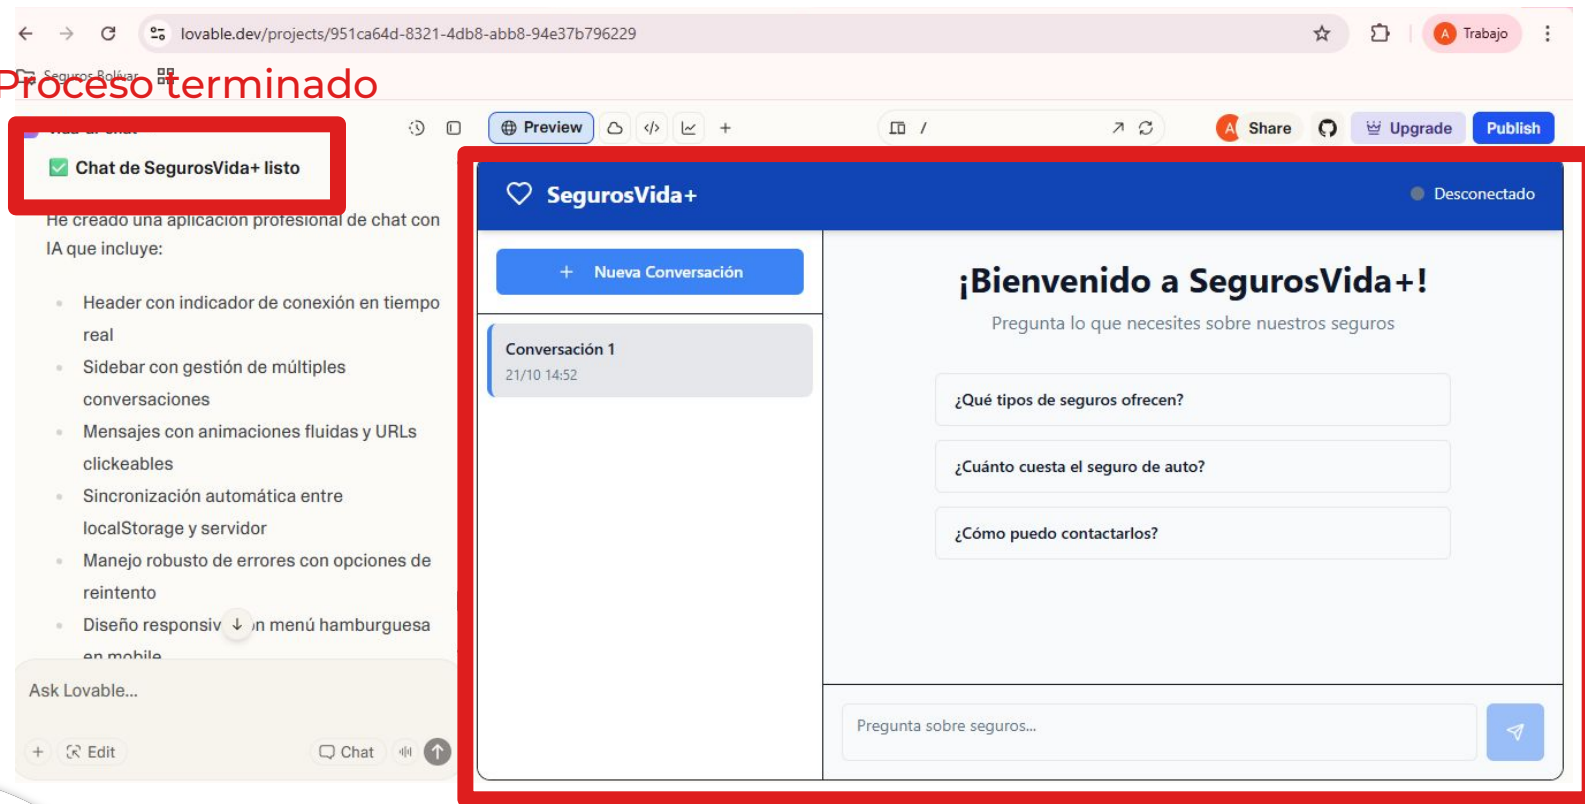 lovable.dev/projects/951ca64d-8321-4db8-abb8-94e37b796229
A Trabajo
Seguros Bolívar
Proceso terminado
Preview
/
A Share
Upgrade
Publish
✅ Chat de SegurosVida+ listo
He creado una aplicación profesional de chat con
IA que incluye:
Header con indicador de conexión en tiempo
real
Sidebar con gestión de múltiples
conversaciones
Mensajes con animaciones fluidas y URLs
clickeables
Sincronización automática entre
localStorage y servidor
Manejo robusto de errores con opciones de
reintento
Diseño menú hamburguesa
en mobile
Ask Lovable...
Edit
Chat
SegurosVida+
Desconectado
+ Nueva Conversación
Conversación 1
21/10 14:52
¡Bienvenido a SegurosVida+!
Pregunta lo que necesites sobre nuestros seguros
¿Qué tipos de seguros ofrecen?
¿Cuánto cuesta el seguro de auto?
¿Cómo puedo contactarlos?
Pregunta sobre seguros...